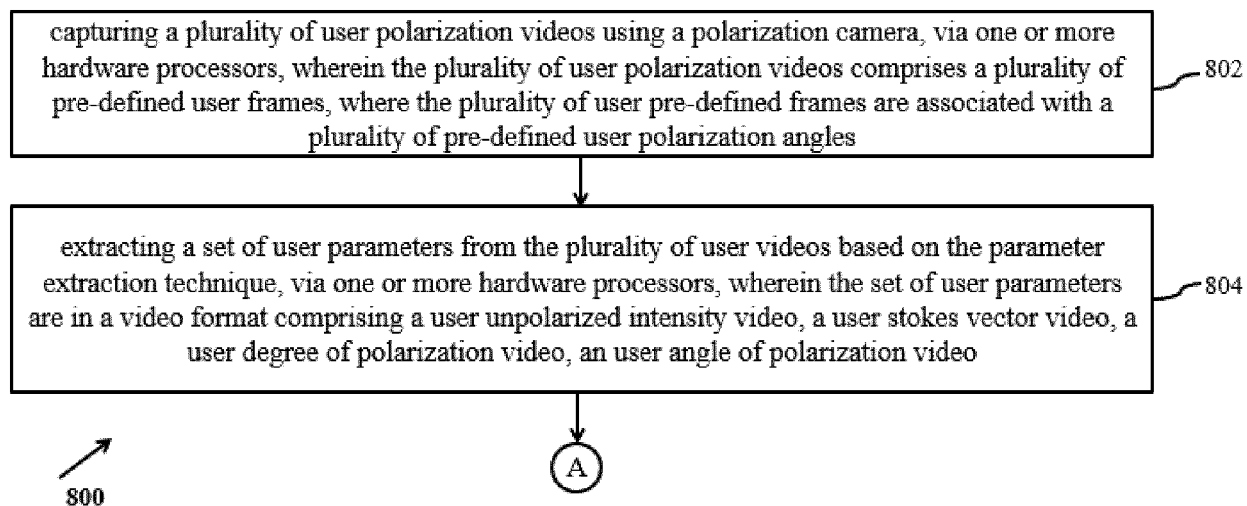 capturing a plurality of user polarization videos using a polarization camera, via one or more
hardware processors, wherein the plurality of user polarization videos comprises a plurality of
pre-defined user frames, where the plurality of user pre-defined frames are associated with a
plurality of pre-defined user polarization angles
802
extracting a set of user parameters from the plurality of user videos based on the parameter
extraction technique, via one or more hardware processors, wherein the set of user parameters
are in a video format comprising a user unpolarized intensity video, a user stokes vector video, a
user degree of polarization video, an user angle of polarization video
804
A
800